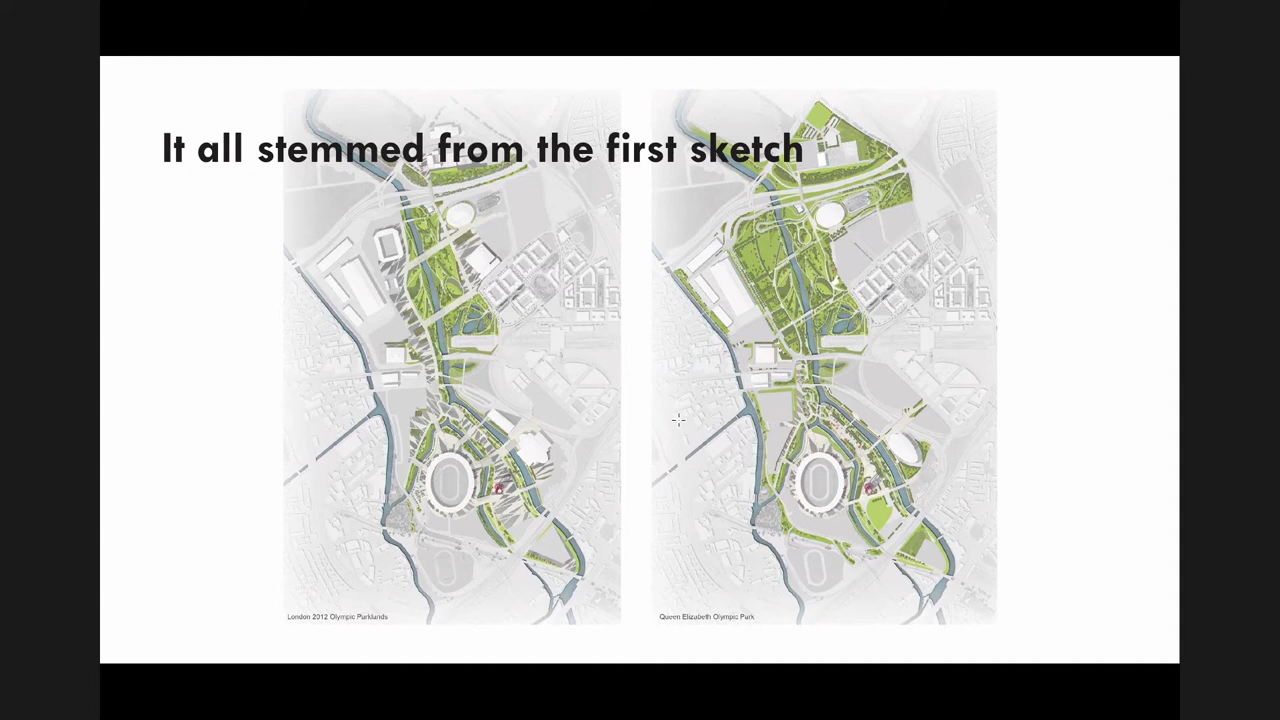 It all stemmed from the first sketch
London 2012 Olympic Parklands
Queen Elizabeth Olympic Park